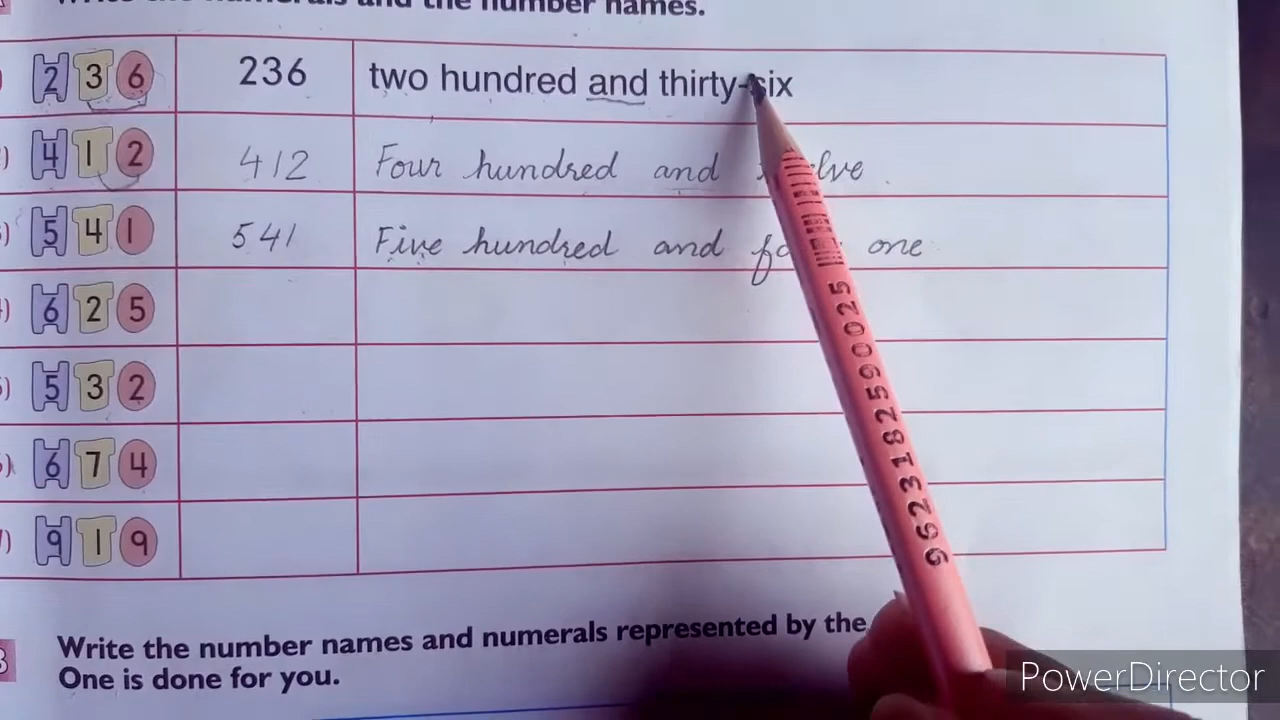 numerals and the number names.
2 3 6 236 two hundred and thirty-six
4 1 2 412 Four hundred and
5 4 1 541 Five hundred and one
6 2 5
5 3 2
6 7 4
9 1 9
9623182590025
Write the number names and numerals represented by the
One is done for you.
PowerDirector